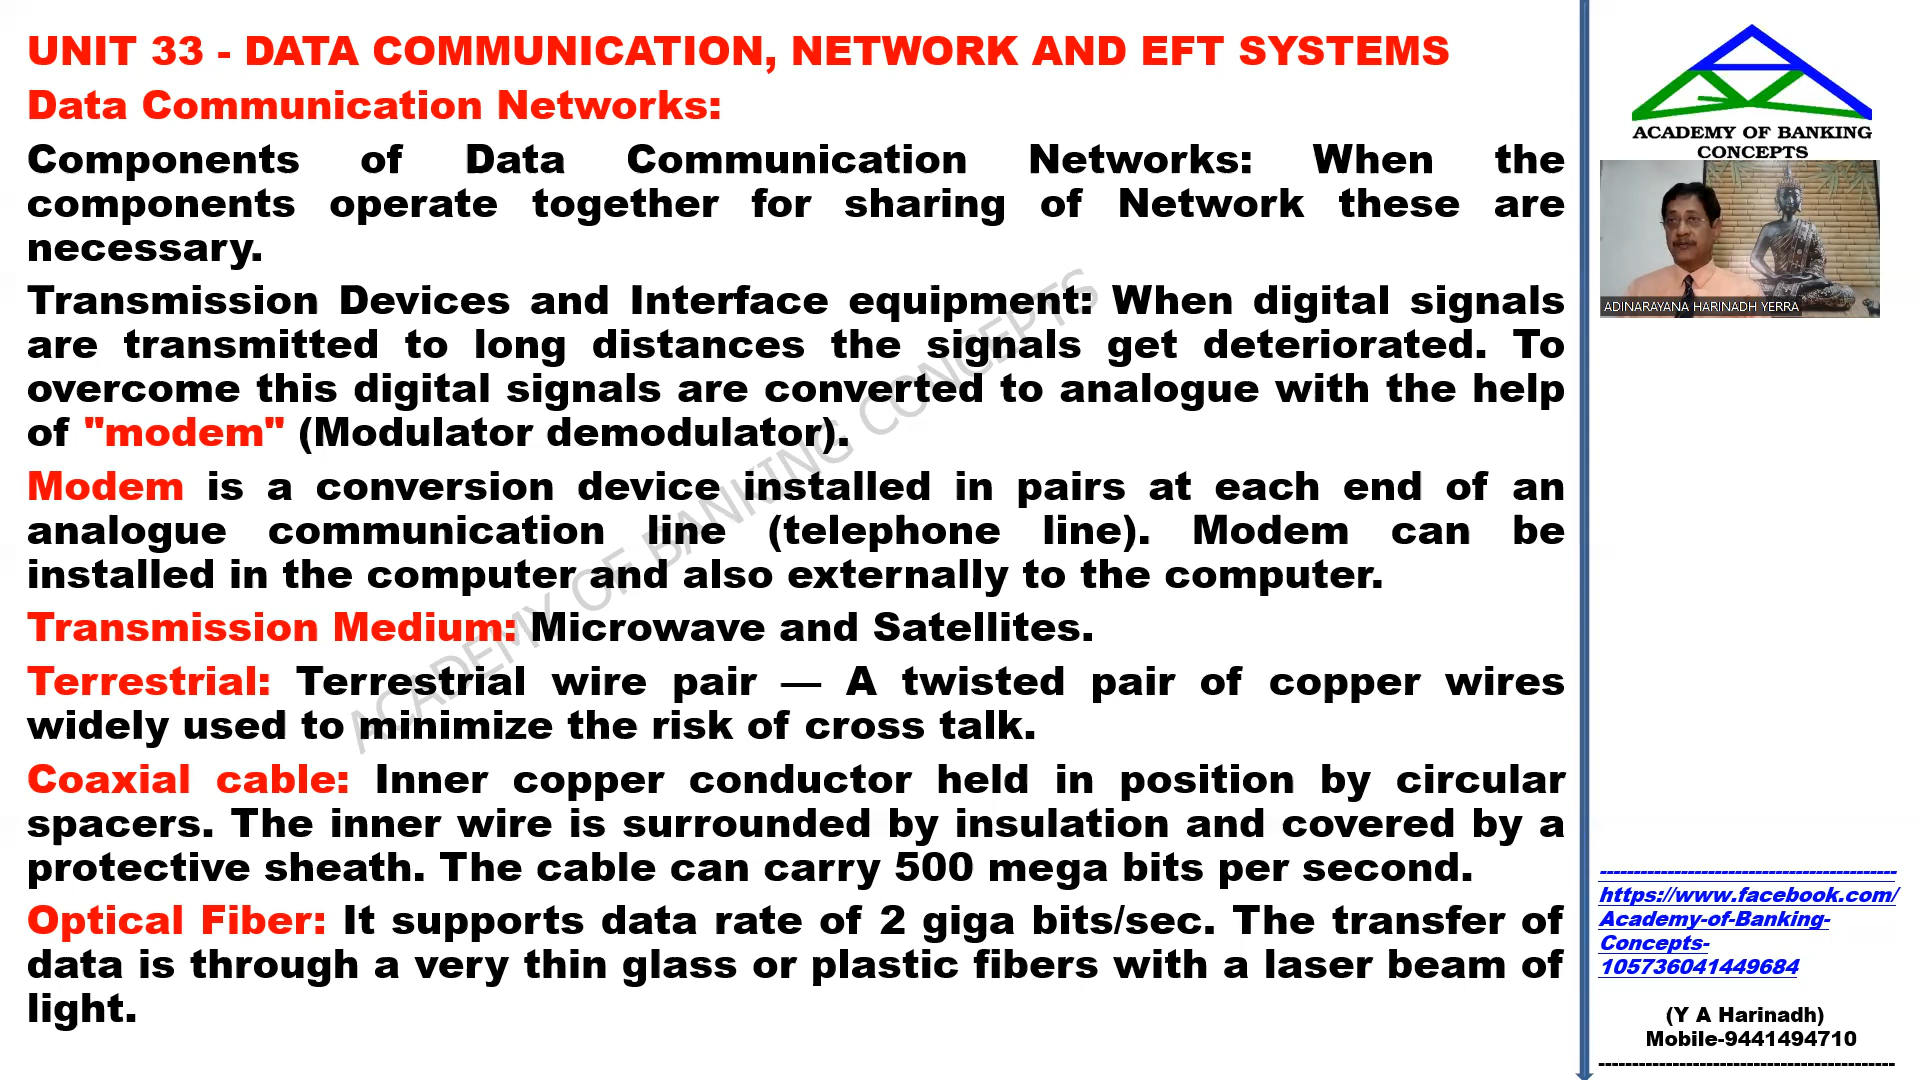 UNIT 33 - DATA COMMUNICATION, NETWORK AND EFT SYSTEMS
Data Communication Networks:
Components of Data Communication Networks: When the
components operate together for sharing of Network these are
necessary.
Transmission Devices and Interface equipment: When digital signals
are transmitted to long distances the signals get deteriorated. To
overcome this digital signals are converted to analogue with the help
of "modem" (Modulator demodulator).
Modem is a conversion device installed in pairs at each end of an
analogue communication line (telephone line). Modem can be
installed in the computer and also externally to the computer.
Transmission Medium: Microwave and Satellites.
Terrestrial: Terrestrial wire pair — A twisted pair of copper wires
widely used to minimize the risk of cross talk.
Coaxial cable: Inner copper conductor held in position by circular
spacers. The inner wire is surrounded by insulation and covered by a
protective sheath. The cable can carry 500 mega bits per second.
Optical Fiber: It supports data rate of 2 giga bits/sec. The transfer of
data is through a very thin glass or plastic fibers with a laser beam of
light.
ACADEMY OF BANKING CONCEPTS
ACADEMY OF BANKING
CONCEPTS
ADINARAYANA HARINADH YERRA
--------------------------------------------
https://www.facebook.com/
Academy-of-Banking-
Concepts-
105736041449684
(Y A Harinadh)
Mobile-9441494710
--------------------------------------------